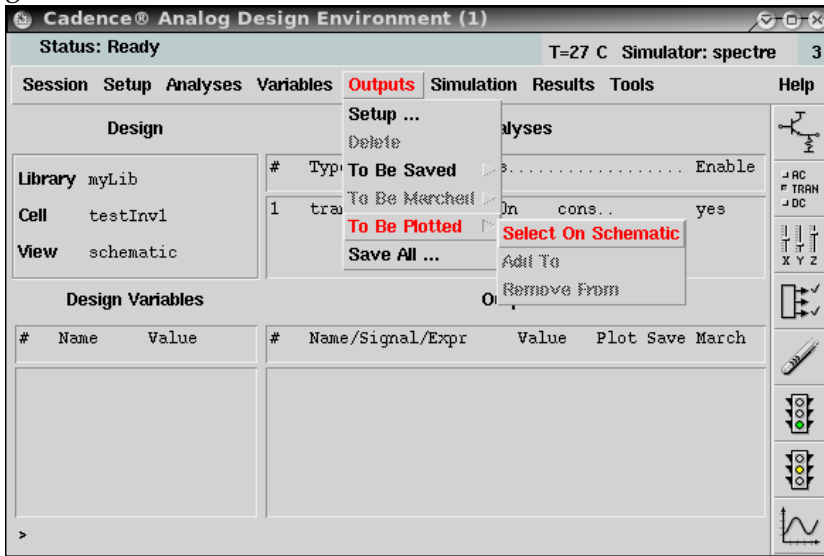 Cadence® Analog Design Environment (1)
Status: Ready T=27 C Simulator: spectre 3
Session Setup Analyses Variables Outputs Simulation Results Tools Help
Design
Setup ...
Delete
To Be Saved
To Be Marched
To Be Plotted
Save All ...
Select On Schematic
Add To
Remove From
# Enable
1 cons.. yes
Library myLib
Cell testInv1
View schematic
AC
TRAN
DC
X Y Z
Design Variables
# Name Value
# Name/Signal/Expr Value Plot Save March
>